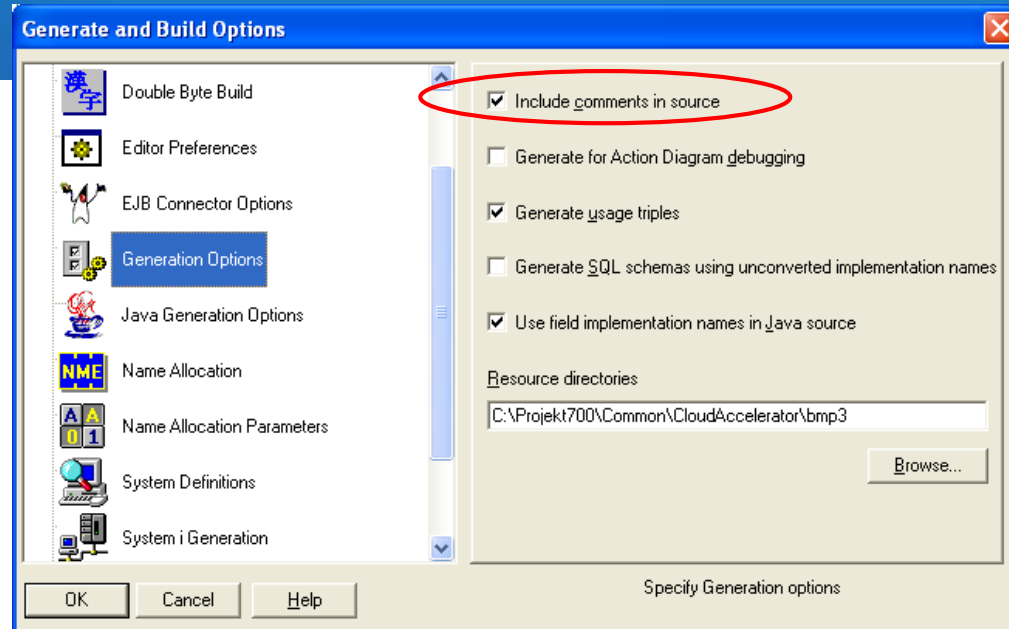 Generate and Build Options
漢字
Double Byte Build
Editor Preferences
EJB Connector Options
Generation Options
Java Generation Options
NME
Name Allocation
A A
0 1
Name Allocation Parameters
System Definitions
System i Generation
Include comments in source
Generate for Action Diagram debugging
Generate usage triples
Generate SQL schemas using unconverted implementation names
Use field implementation names in Java source
Resource directories
C:\Projekt700\Common\CloudAccelerator\bmp3
Browse...
Specify Generation options
OK
Cancel
Help